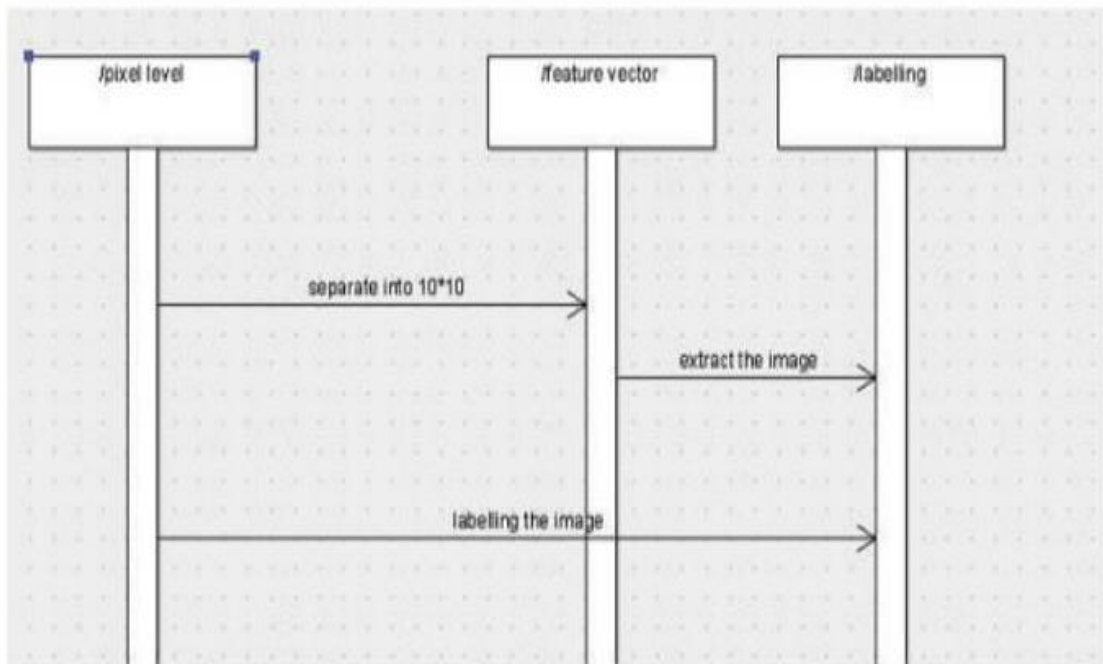 /pixel level
/feature vector
/labelling
separate into 10*10
extract the image
labelling the image